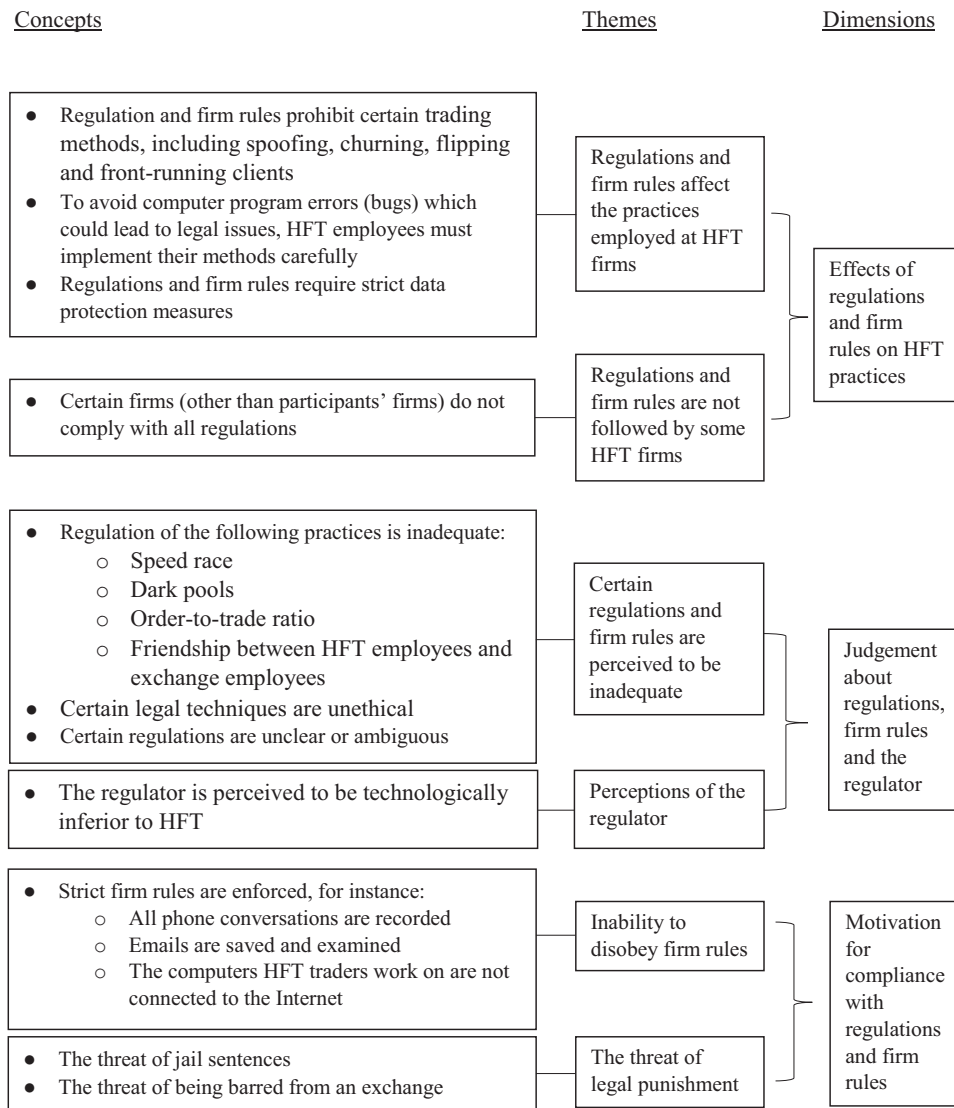 Concepts
Themes
Dimensions
● Regulation and firm rules prohibit certain trading
methods, including spoofing, churning, flipping
and front-running clients
● To avoid computer program errors (bugs) which
could lead to legal issues, HFT employees must
implement their methods carefully
● Regulations and firm rules require strict data
protection measures
Regulations and
firm rules affect
the practices
employed at HFT
firms
Effects of
regulations
and firm
rules on HFT
practices
● Certain firms (other than participants’ firms) do not
comply with all regulations
Regulations and
firm rules are not
followed by some
HFT firms
● Regulation of the following practices is inadequate:
o Speed race
o Dark pools
o Order-to-trade ratio
o Friendship between HFT employees and
exchange employees
● Certain legal techniques are unethical
● Certain regulations are unclear or ambiguous
Certain
regulations and
firm rules are
perceived to be
inadequate
Judgement
about
regulations,
firm rules
and the
regulator
● The regulator is perceived to be technologically
inferior to HFT
Perceptions of the
regulator
● Strict firm rules are enforced, for instance:
o All phone conversations are recorded
o Emails are saved and examined
o The computers HFT traders work on are not
connected to the Internet
Inability to
disobey firm rules
Motivation
for
compliance
with
regulations
and firm
rules
● The threat of jail sentences
● The threat of being barred from an exchange
The threat of
legal punishment